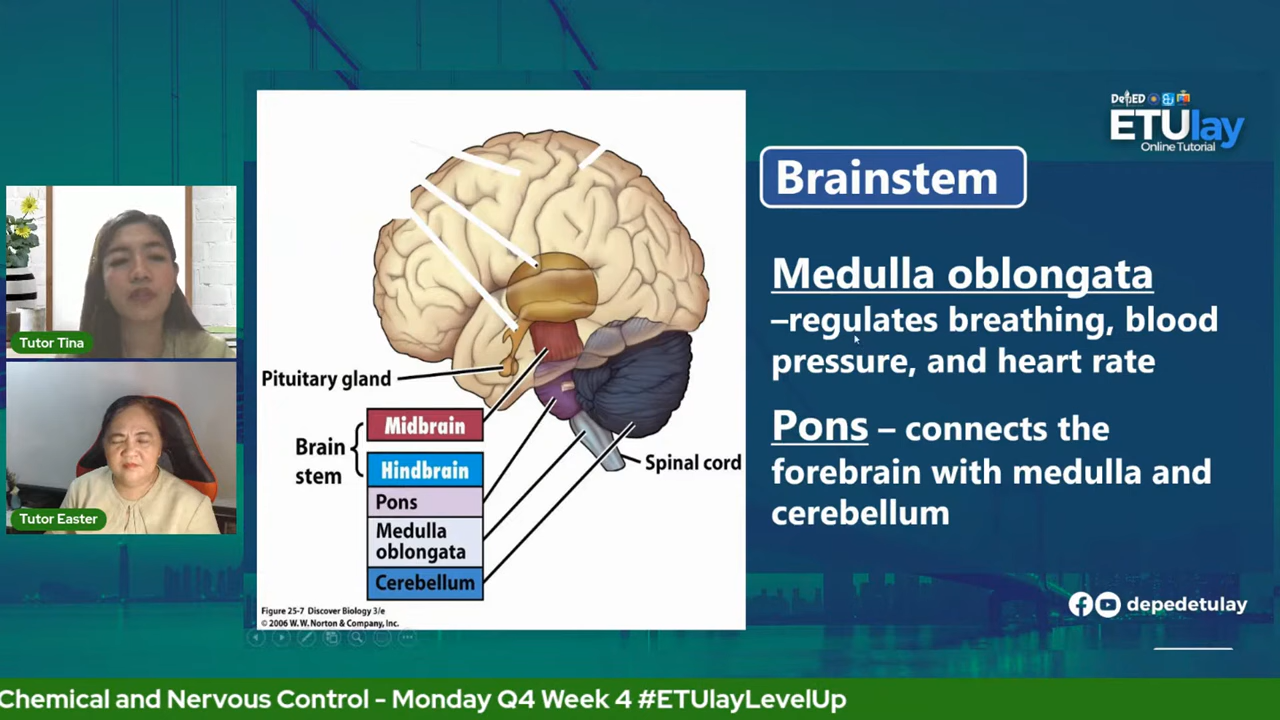 DepED
ETUlay
Online Tutorial
Brainstem
Medulla oblongata
–regulates breathing, blood
pressure, and heart rate
Pons – connects the
forebrain with medulla and
cerebellum
Tutor Tina
Tutor Easter
Pituitary gland
Midbrain
Brain
stem
Hindbrain
Pons
Medulla
oblongata
Cerebellum
Spinal cord
Figure 25-7 Discover Biology 3/e
© 2006 W. W. Norton & Company, Inc.
depedetulay
Chemical and Nervous Control - Monday Q4 Week 4 #ETUlayLevelUp